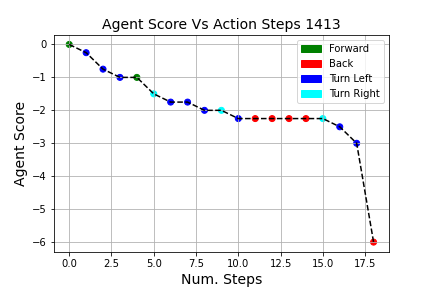 Agent Score Vs Action Steps 1413
Forward
Back
Turn Left
Turn Right
0
−1
−2
−3
−4
−5
−6
Agent Score
0.0 2.5 5.0 7.5 10.0 12.5 15.0 17.5
Num. Steps